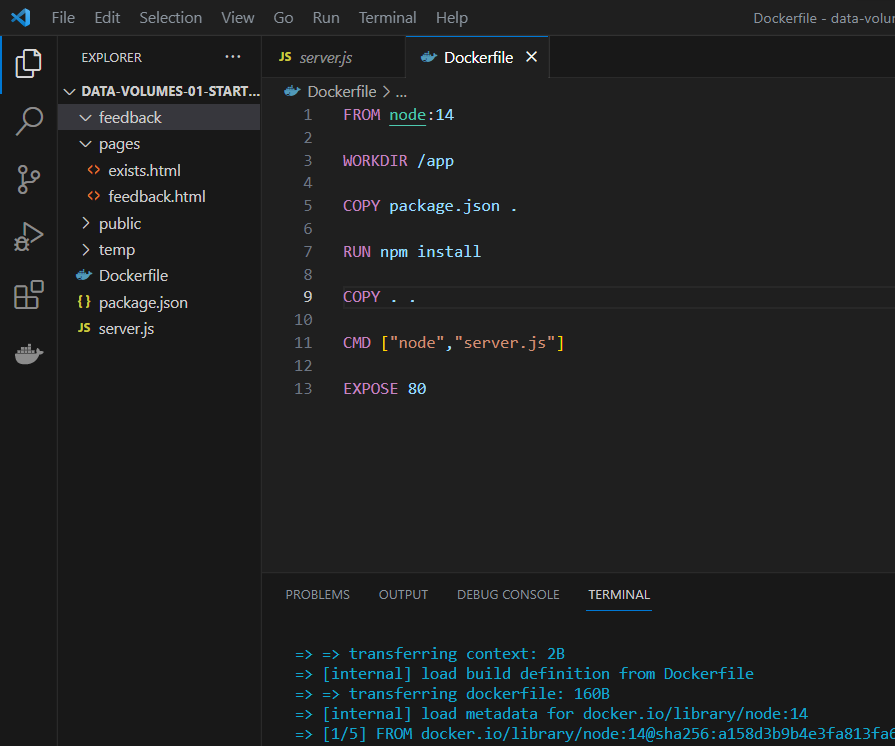 File Edit Selection View Go Run Terminal Help Dockerfile - data-volu
EXPLORER ...
DATA-VOLUMES-01-START...
feedback
pages
exists.html
feedback.html
public
temp
Dockerfile
{} package.json
JS server.js
JS server.js Dockerfile
Dockerfile > ...
1 FROM node:14
2
3 WORKDIR /app
4
5 COPY package.json .
6
7 RUN npm install
8
9 COPY . .
10
11 CMD ["node","server.js"]
12
13 EXPOSE 80
PROBLEMS OUTPUT DEBUG CONSOLE TERMINAL
=> => transferring context: 2B
=> [internal] load build definition from Dockerfile
=> => transferring dockerfile: 160B
=> [internal] load metadata for docker.io/library/node:14
=> [1/5] FROM docker.io/library/node:14@sha256:a158d3b9b4e3fa813fa6